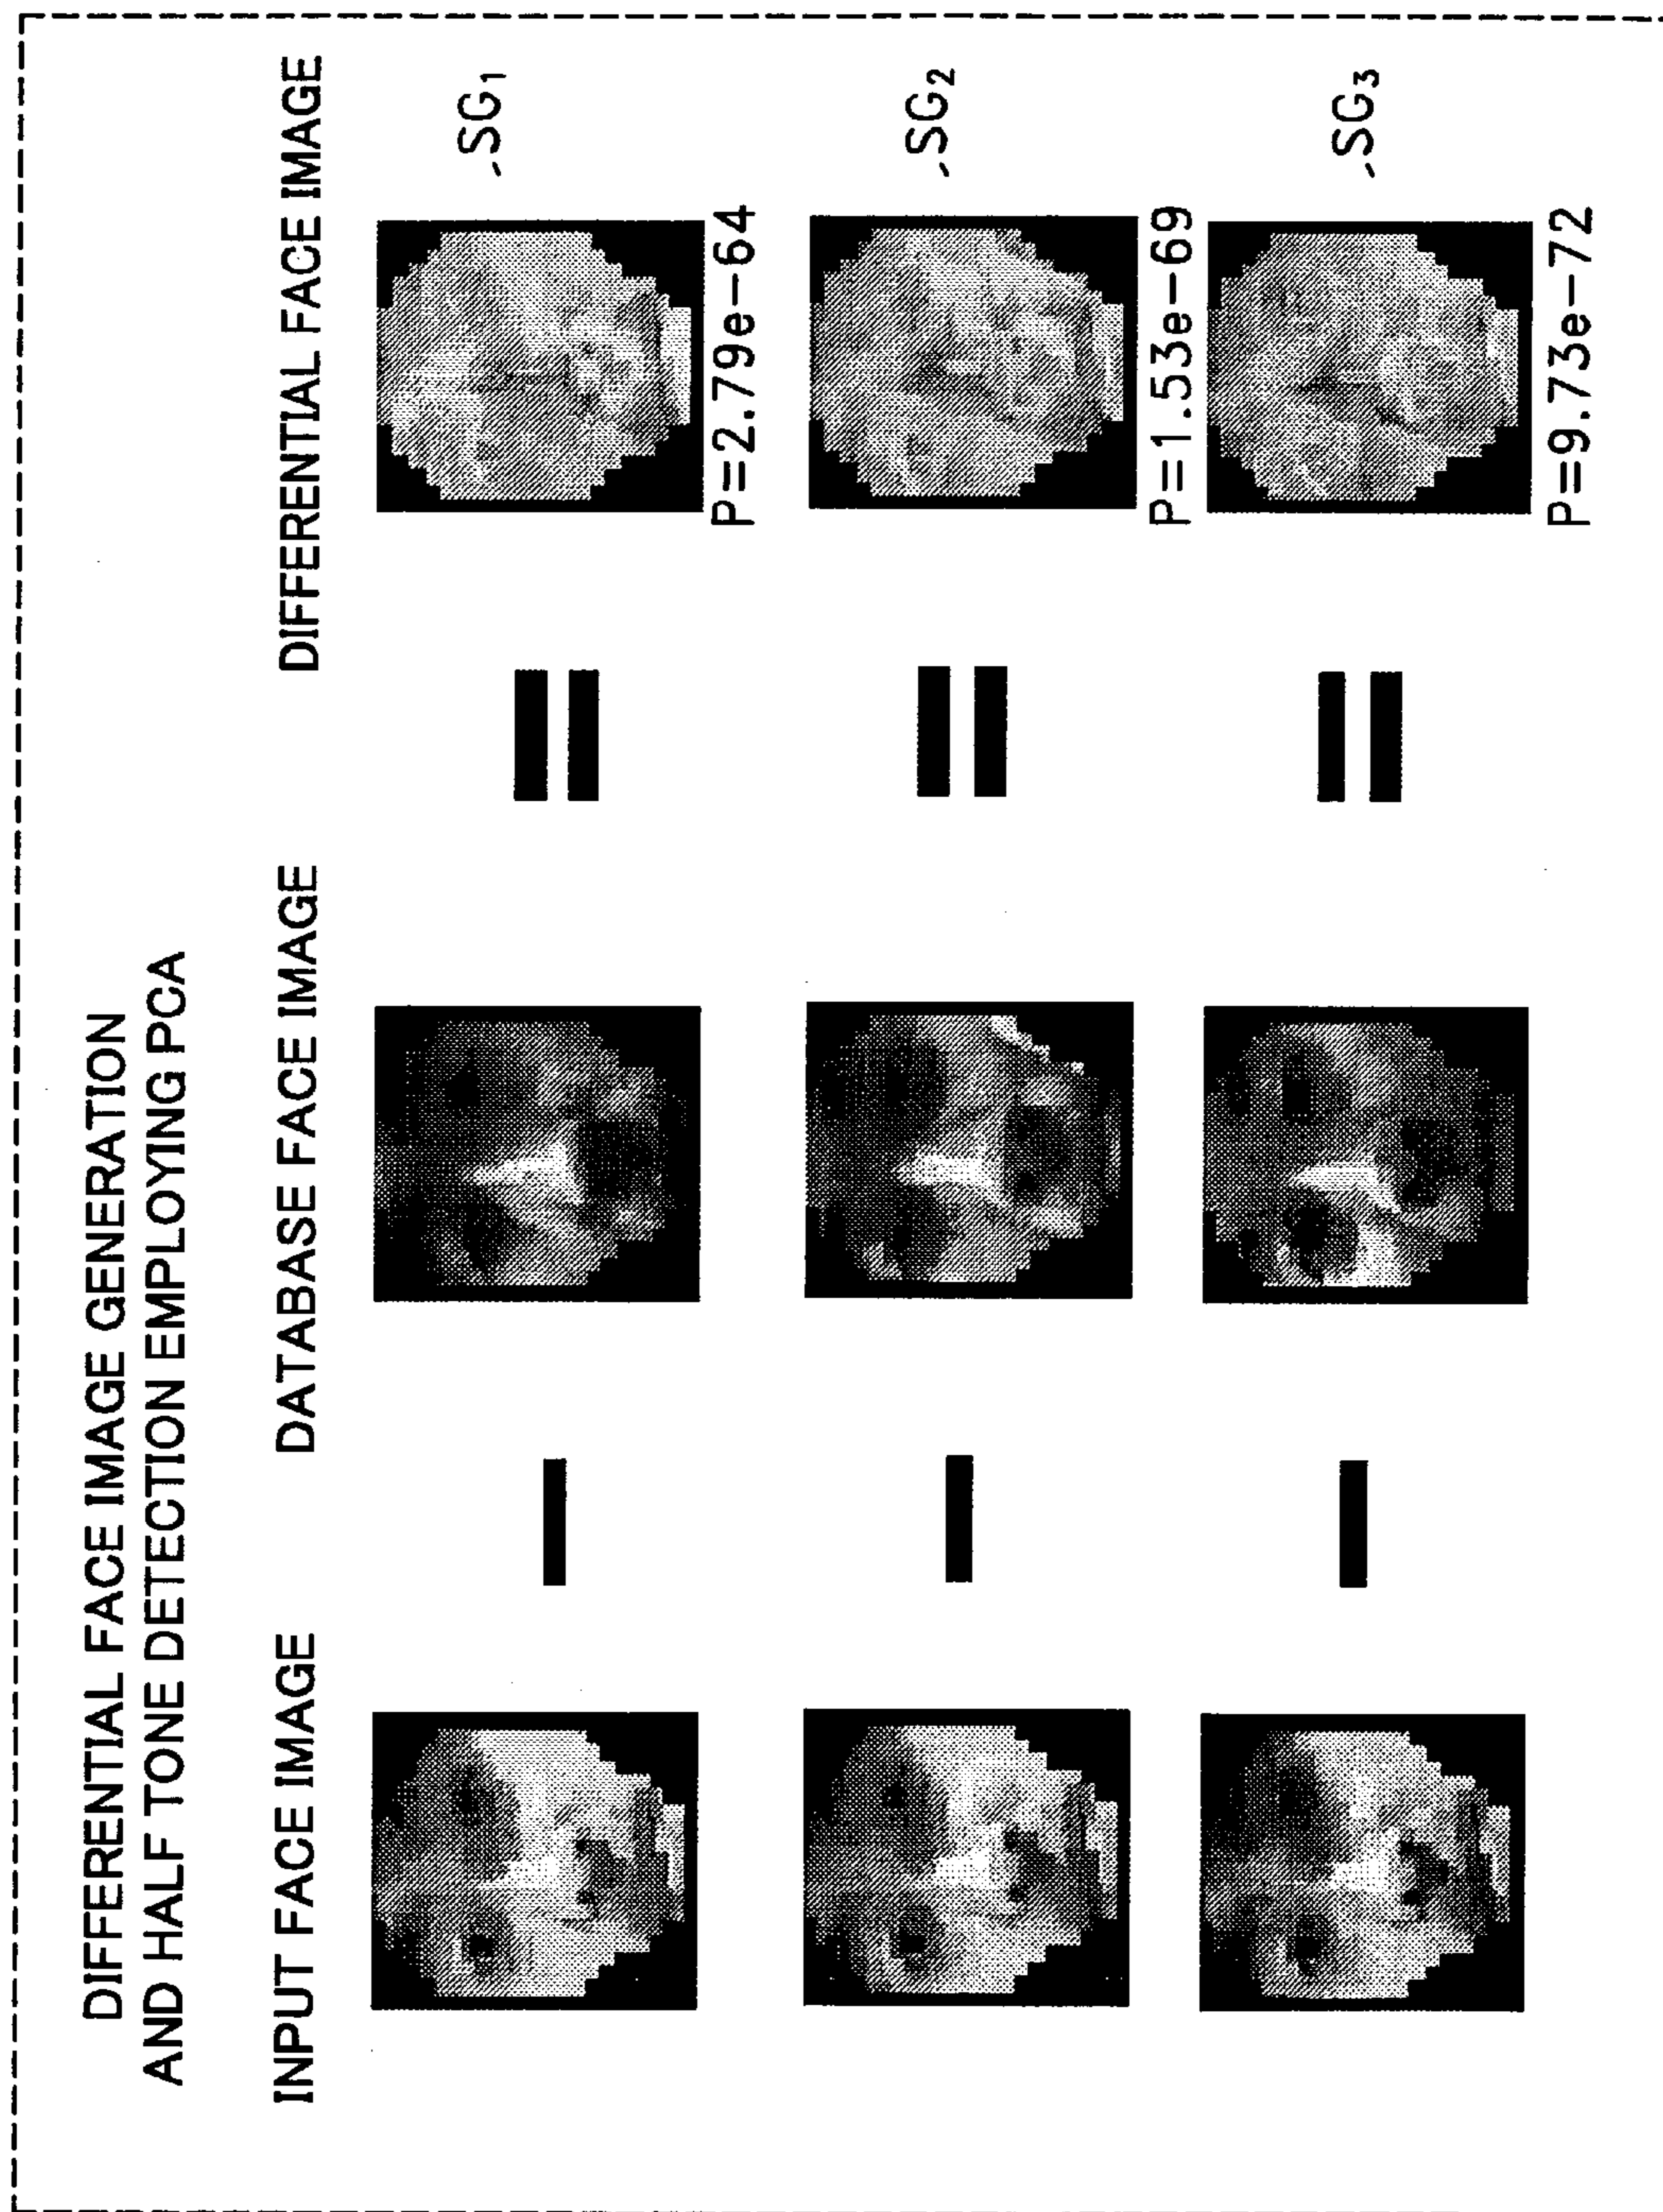 DIFFERENTIAL FACE IMAGE GENERATION
AND HALF TONE DETECTION EMPLOYING PCA
INPUT FACE IMAGE
DATABASE FACE IMAGE
DIFFERENTIAL FACE IMAGE
SG1
P=2.79e-64
SG2
P=1.53e-69
SG3
P=9.73e-72